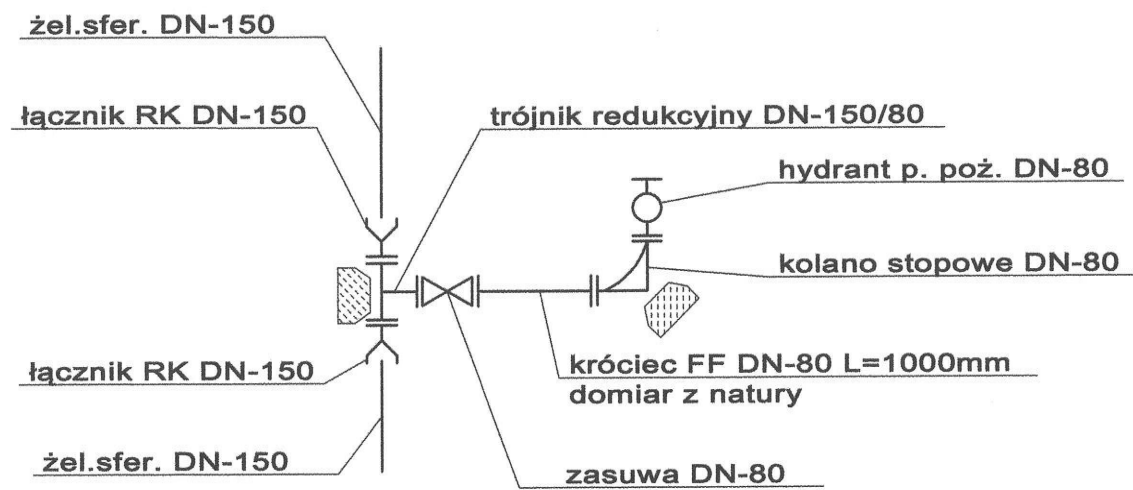 żel.sfer. DN-150
łącznik RK DN-150
trójnik redukcyjny DN-150/80
hydrant p. poż. DN-80
kolano stopowe DN-80
łącznik RK DN-150
króciec FF DN-80 L=1000mm
domiar z natury
żel.sfer. DN-150
zasuwa DN-80